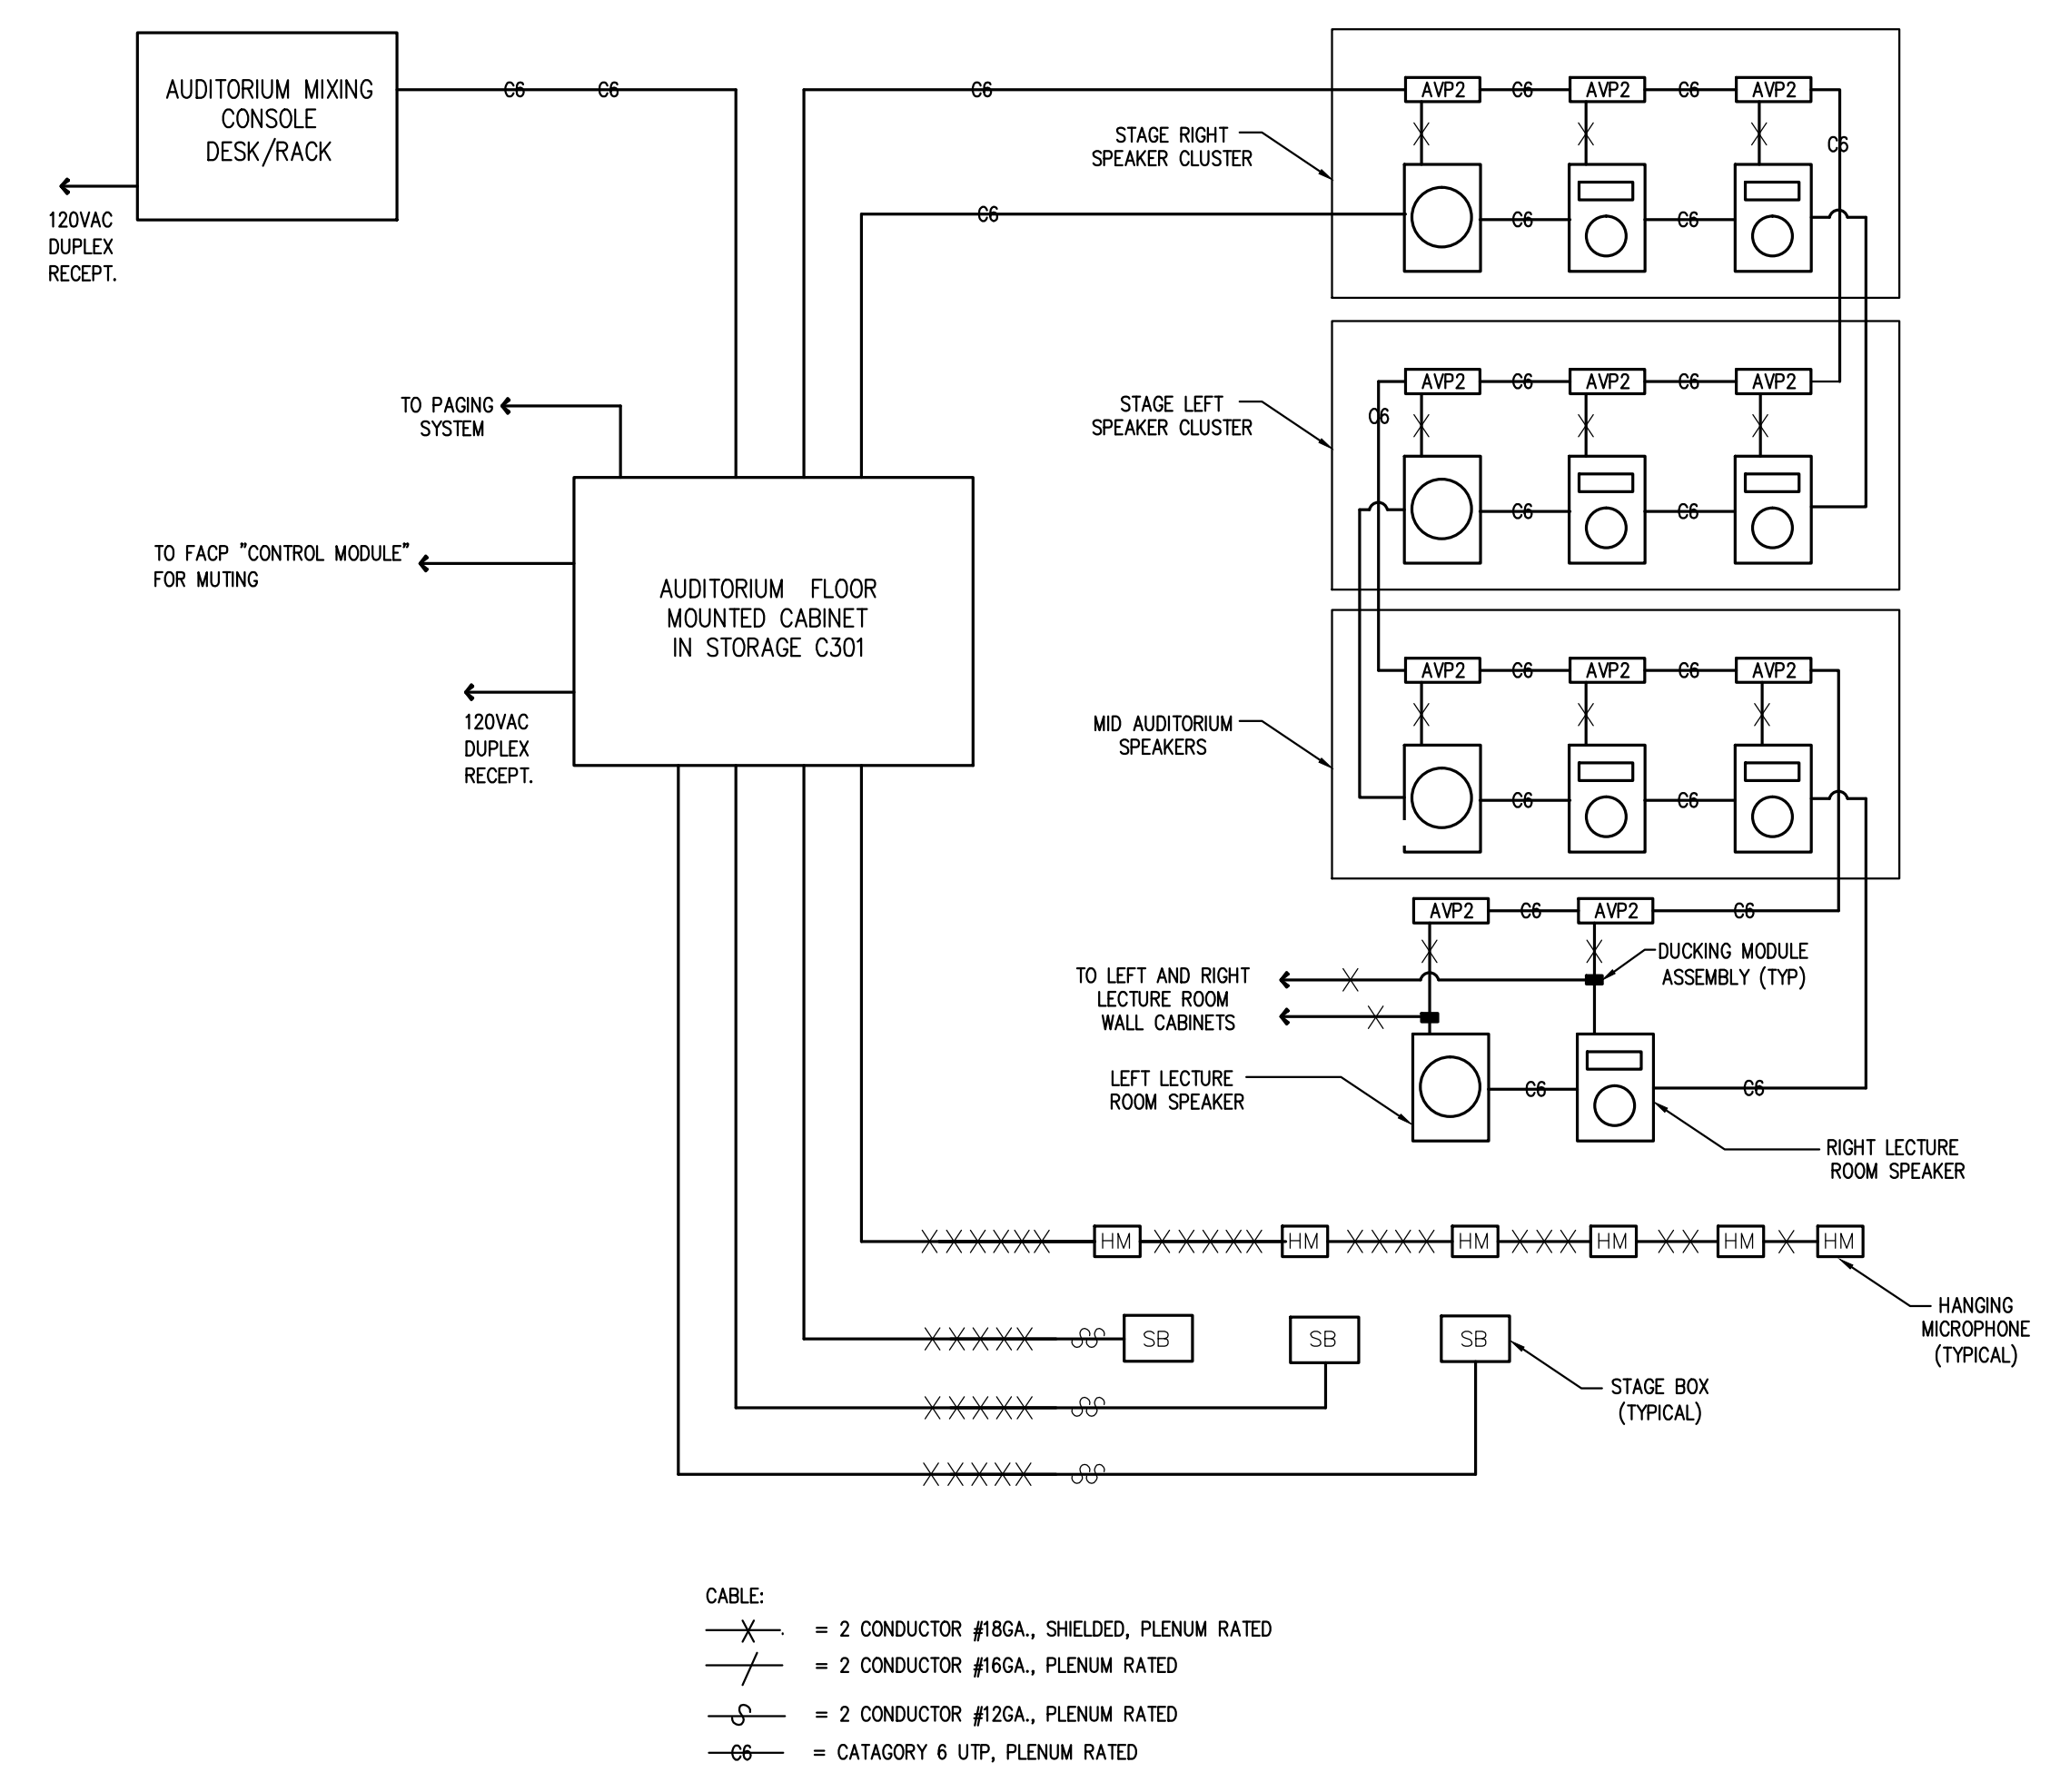 AUDITORIUM MIXING
CONSOLE
DESK/RACK
120VAC
DUPLEX
RECEPT.
C6 C6
C6
C6
STAGE RIGHT
SPEAKER CLUSTER
AVP2 C6 AVP2 C6 AVP2
C6
C6 C6
TO PAGING
SYSTEM
STAGE LEFT
SPEAKER CLUSTER
AVP2 C6 AVP2 C6 AVP2
C6
C6 C6
TO FACP "CONTROL MODULE"
FOR MUTING
AUDITORIUM FLOOR
MOUNTED CABINET
IN STORAGE C301
120VAC
DUPLEX
RECEPT.
MID AUDITORIUM
SPEAKERS
AVP2 C6 AVP2 C6 AVP2
C6 C6
AVP2 C6 AVP2 C6
DUCKING MODULE
ASSEMBLY (TYP)
TO LEFT AND RIGHT
LECTURE ROOM
WALL CABINETS
LEFT LECTURE
ROOM SPEAKER
C6 C6
RIGHT LECTURE
ROOM SPEAKER
HM HM HM HM HM HM
HANGING
MICROPHONE
(TYPICAL)
SB SB SB
STAGE BOX
(TYPICAL)
CABLE:
= 2 CONDUCTOR #18GA., SHIELDED, PLENUM RATED
= 2 CONDUCTOR #16GA., PLENUM RATED
= 2 CONDUCTOR #12GA., PLENUM RATED
C6 = CATAGORY 6 UTP, PLENUM RATED